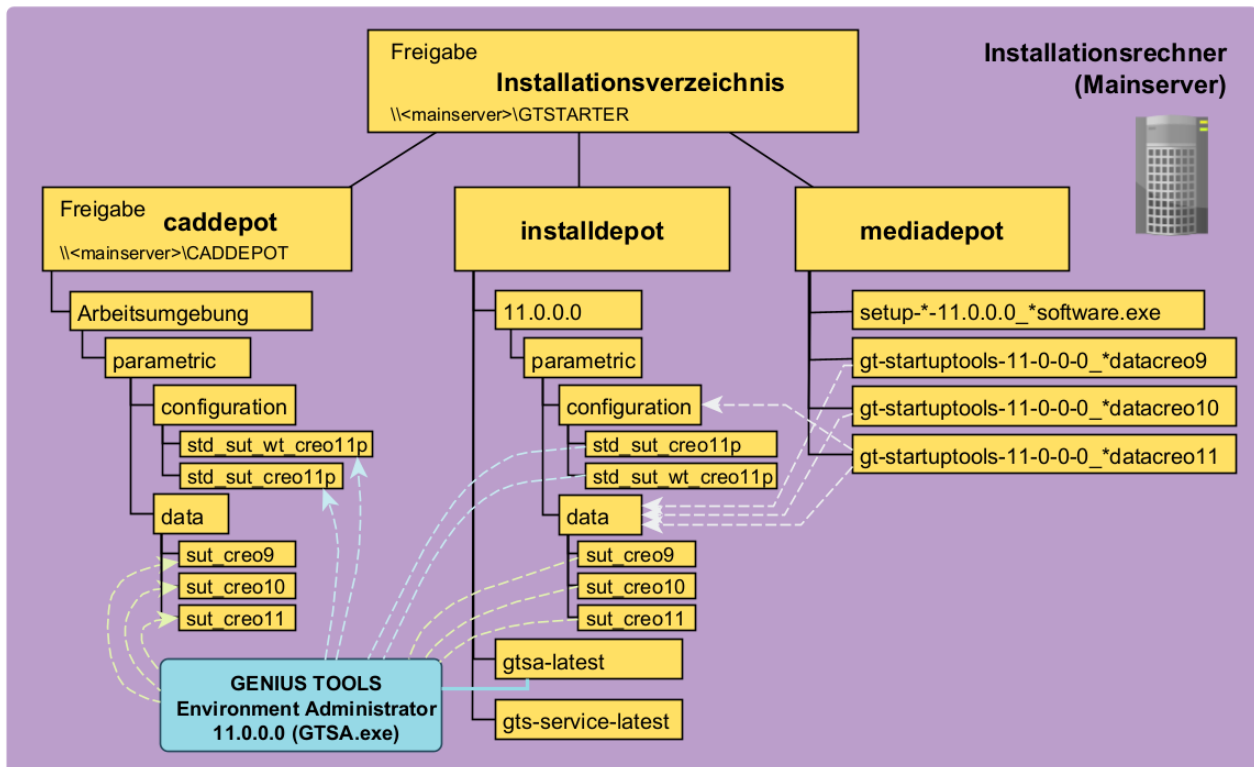 Freigabe
Installationsverzeichnis
\\<mainserver>\GTSTARTER
Installationsrechner
(Mainserver)
Freigabe
caddepot
\\<mainserver>\CADDEPOT
Arbeitsumgebung
parametric
configuration
std_sut_wt_creo11p
std_sut_creo11p
data
sut_creo9
sut_creo10
sut_creo11
installdepot
11.0.0.0
parametric
configuration
std_sut_creo11p
std_sut_wt_creo11p
data
sut_creo9
sut_creo10
sut_creo11
gtsa-latest
gts-service-latest
mediadepot
setup-*-11.0.0.0_*software.exe
gt-startuptools-11-0-0-0_*datacreo9
gt-startuptools-11-0-0-0_*datacreo10
gt-startuptools-11-0-0-0_*datacreo11
GENIUS TOOLS
Environment Administrator
11.0.0.0 (GTSA.exe)